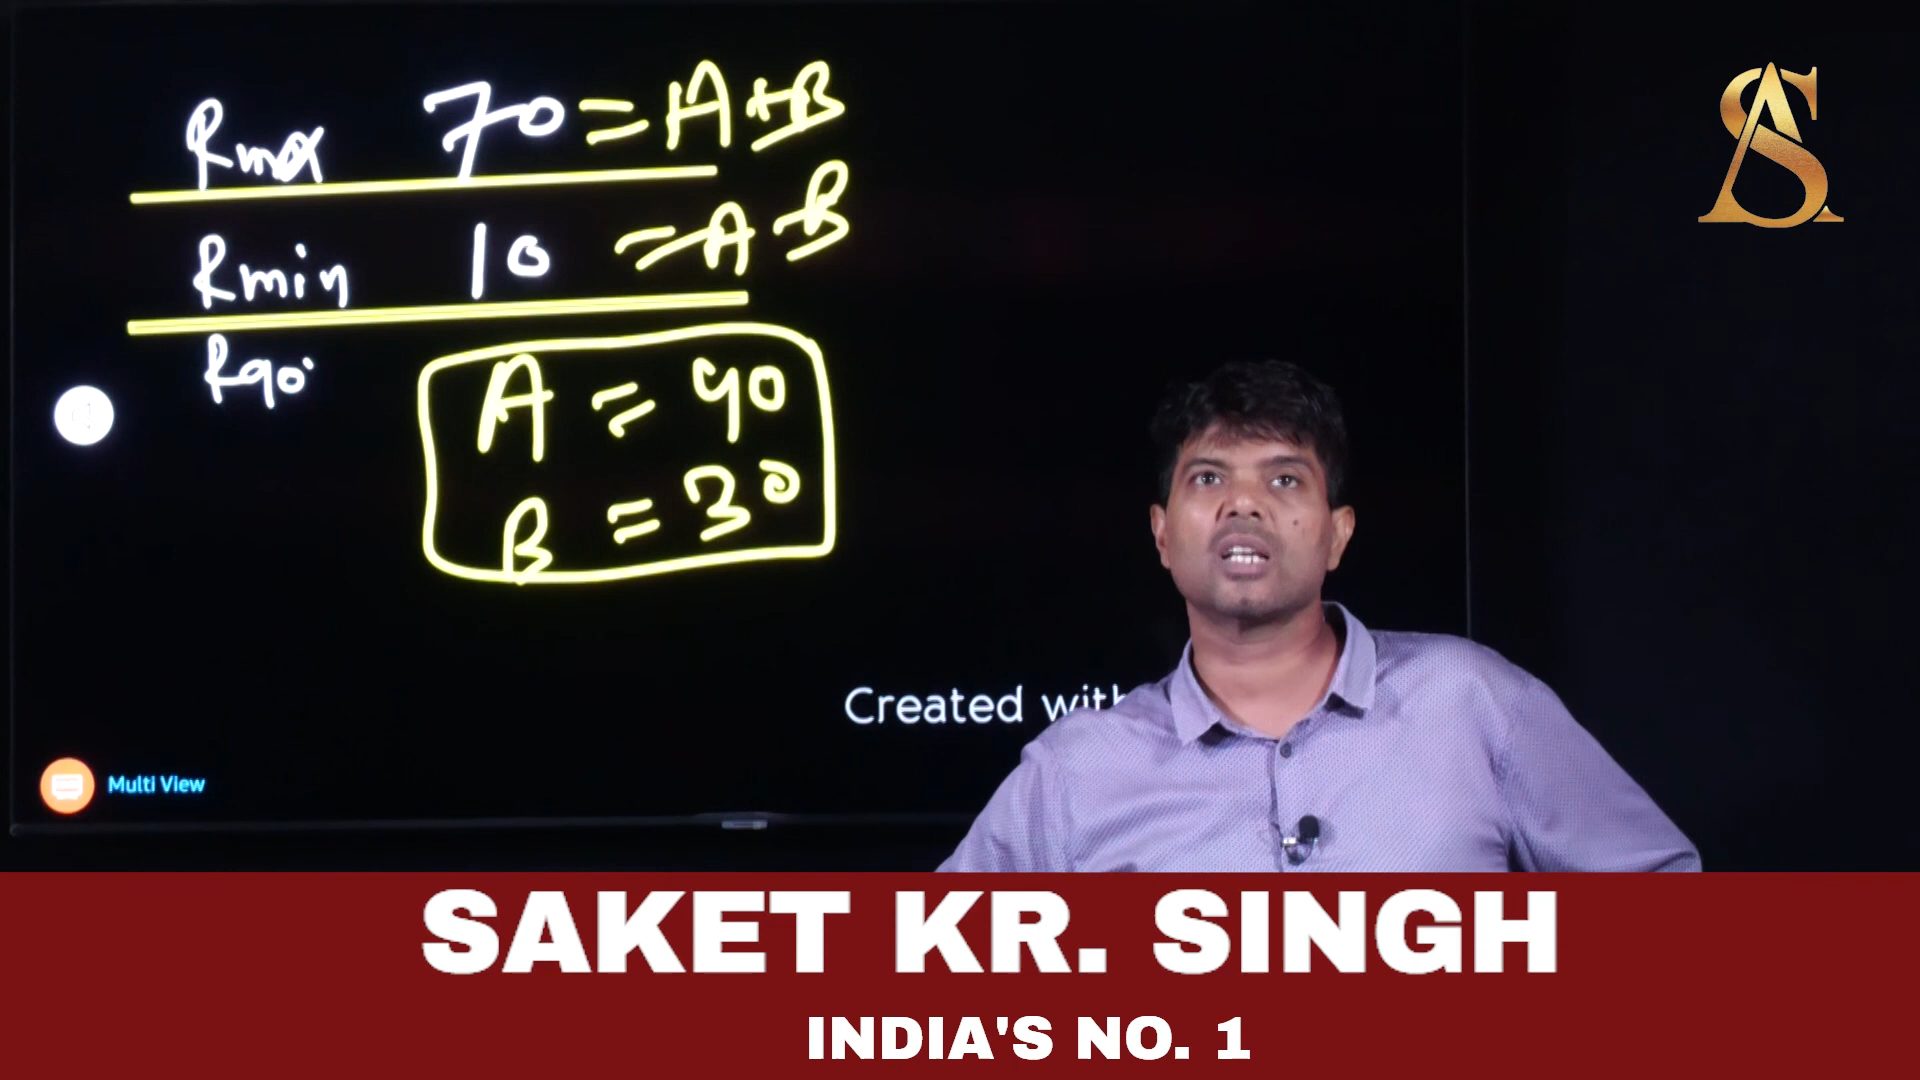 Rmax 70 = A+B
Rmin 10 = A-B
R90°
A = 40
B = 30
Created with
Multi View
SAKET KR. SINGH
INDIA'S NO. 1